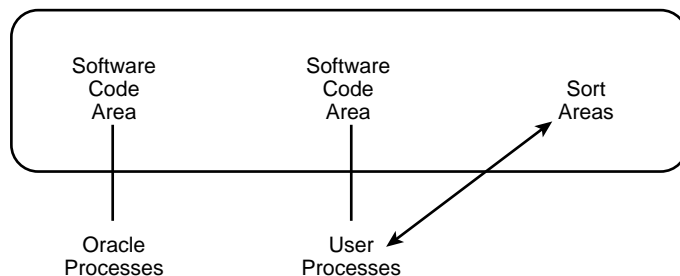 Software
Code
Area
Software
Code
Area
Sort
Areas
Oracle
Processes
User
Processes